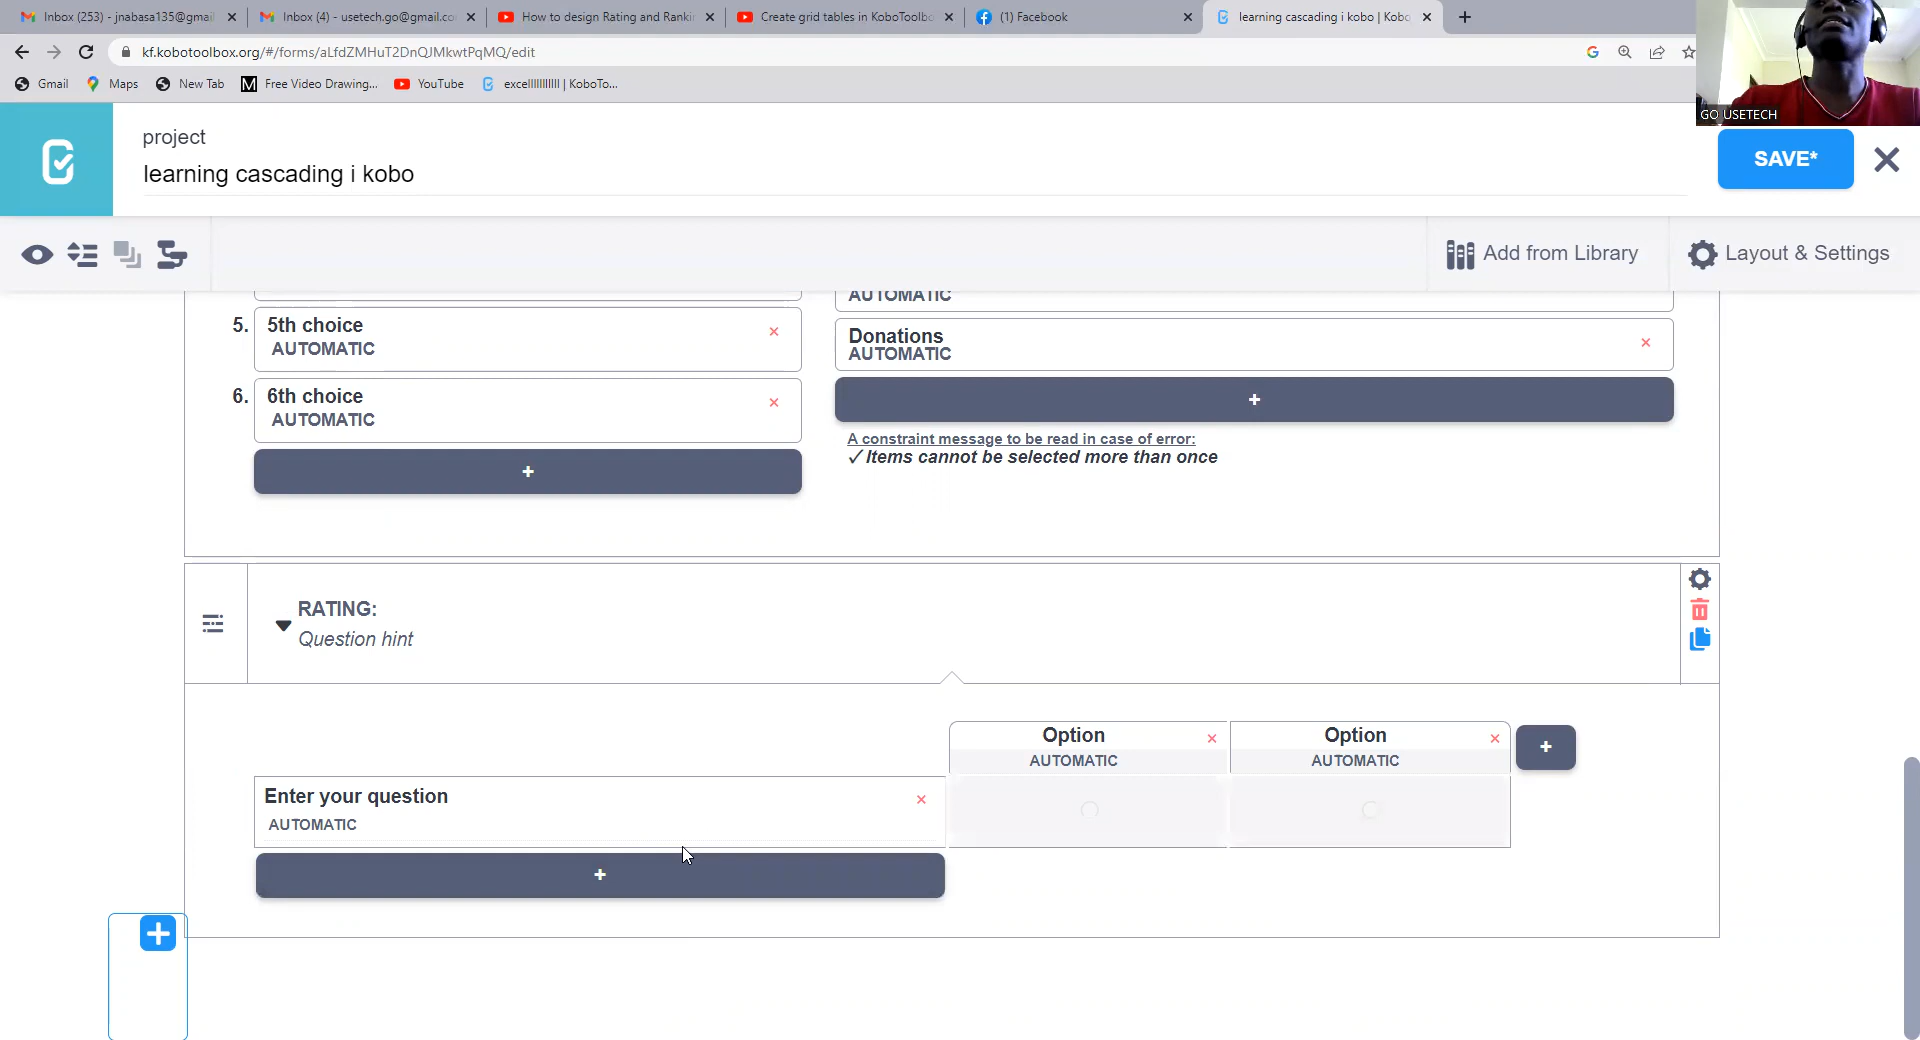 Inbox (253) - jnabasa135@gmai
Inbox (4) - usetech.go@gmail.co
How to design Rating and Ranki
Create grid tables in KoboToolbo
(1) Facebook
learning cascading i kobo | Kobo
kf.kobotoolbox.org/#/forms/aLfdZMHuT2DnQJMkwtPqMQ/edit
Gmail
Maps
New Tab
Free Video Drawing...
YouTube
excelllllllllll | KoboTo...
GO USETECH
project
learning cascading i kobo
SAVE*
Add from Library
Layout & Settings
AUTOMATIC
5. 5th choice
AUTOMATIC
Donations
AUTOMATIC
6. 6th choice
AUTOMATIC
+
A constraint message to be read in case of error:
✓Items cannot be selected more than once
+
RATING:
Question hint
Option
AUTOMATIC
Option
AUTOMATIC
+
Enter your question
AUTOMATIC
+
+